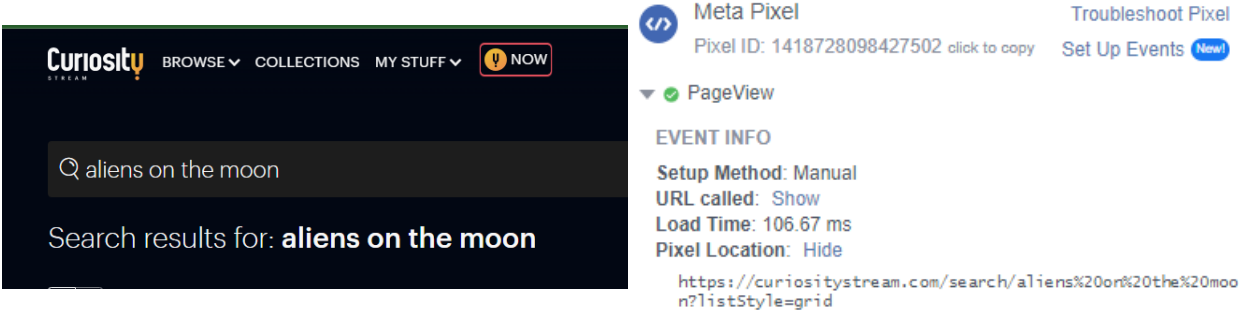 Curiosity
STREAM
BROWSE COLLECTIONS MY STUFF NOW
aliens on the moon
Search results for: aliens on the moon
Meta Pixel
Troubleshoot Pixel
Pixel ID: 1418728098427502 click to copy
Set Up Events New!
PageView
EVENT INFO
Setup Method: Manual
URL called: Show
Load Time: 106.67 ms
Pixel Location: Hide
https://curiositystream.com/search/aliens%20on%20the%20moo
n?listStyle=grid